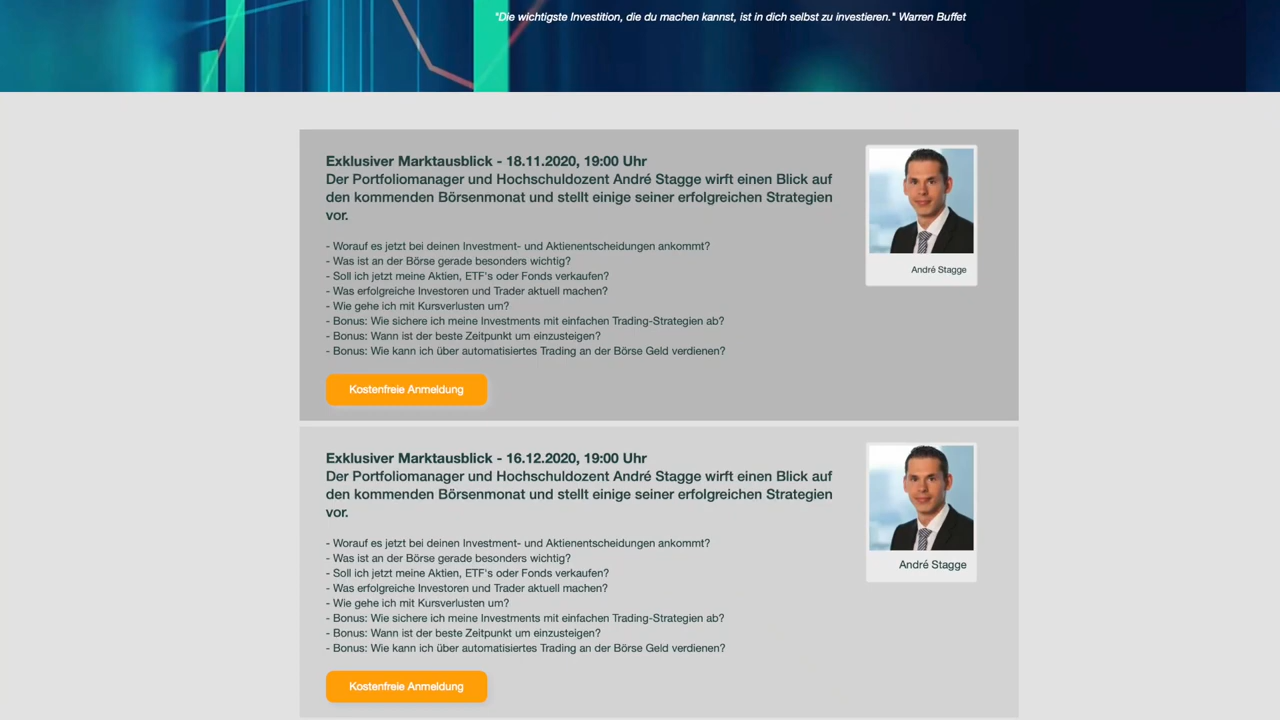 "Die wichtigste Investition, die du machen kannst, ist in dich selbst zu investieren." Warren Buffet
Exklusiver Marktausblick - 18.11.2020, 19:00 Uhr
Der Portfoliomanager und Hochschuldozent André Stagge wirft einen Blick auf
den kommenden Börsenmonat und stellt einige seiner erfolgreichen Strategien
vor.
- Worauf es jetzt bei deinen Investment- und Aktienentscheidungen ankommt?
- Was ist an der Börse gerade besonders wichtig?
- Soll ich jetzt meine Aktien, ETF's oder Fonds verkaufen?
- Was erfolgreiche Investoren und Trader aktuell machen?
- Wie gehe ich mit Kursverlusten um?
- Bonus: Wie sichere ich meine Investments mit einfachen Trading-Strategien ab?
- Bonus: Wann ist der beste Zeitpunkt um einzusteigen?
- Bonus: Wie kann ich über automatisiertes Trading an der Börse Geld verdienen?
Kostenfreie Anmeldung
André Stagge
Exklusiver Marktausblick - 16.12.2020, 19:00 Uhr
Der Portfoliomanager und Hochschuldozent André Stagge wirft einen Blick auf
den kommenden Börsenmonat und stellt einige seiner erfolgreichen Strategien
vor.
- Worauf es jetzt bei deinen Investment- und Aktienentscheidungen ankommt?
- Was ist an der Börse gerade besonders wichtig?
- Soll ich jetzt meine Aktien, ETF's oder Fonds verkaufen?
- Was erfolgreiche Investoren und Trader aktuell machen?
- Wie gehe ich mit Kursverlusten um?
- Bonus: Wie sichere ich meine Investments mit einfachen Trading-Strategien ab?
- Bonus: Wann ist der beste Zeitpunkt um einzusteigen?
- Bonus: Wie kann ich über automatisiertes Trading an der Börse Geld verdienen?
Kostenfreie Anmeldung
André Stagge